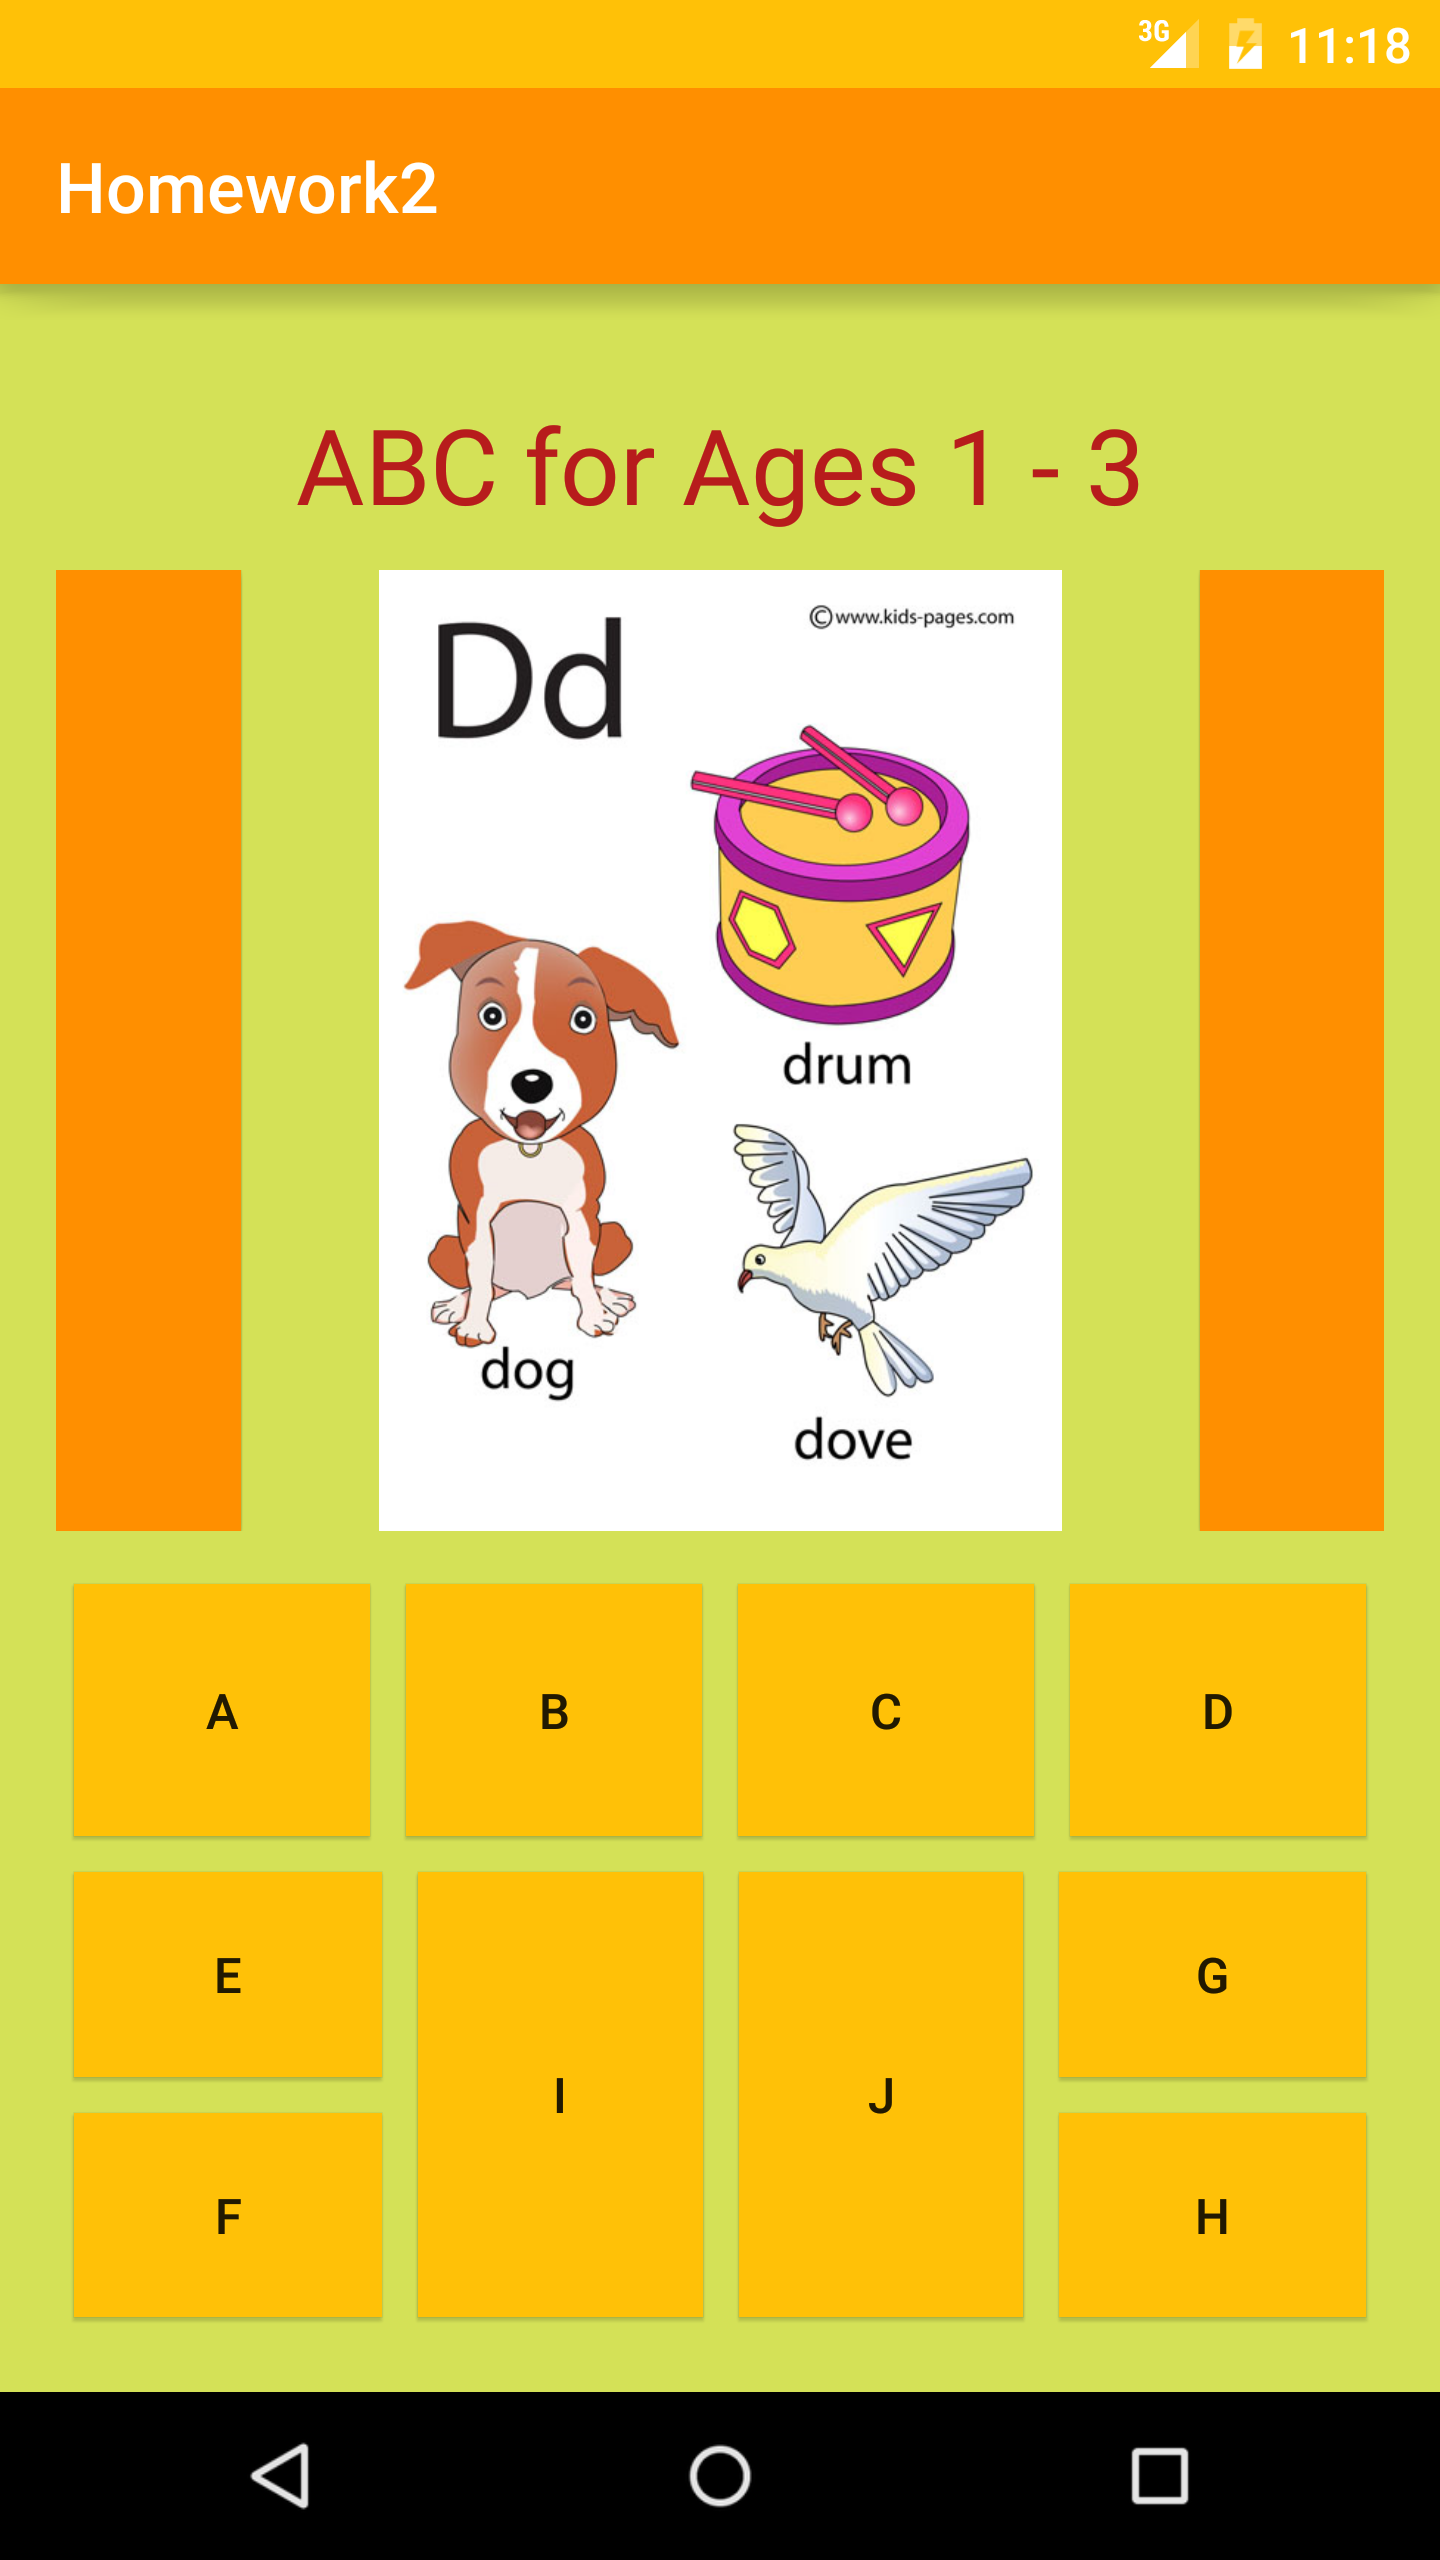 3G 11:18
Homework2
ABC for Ages 1 - 3
Dd
©www.kids-pages.com
drum
dog
dove
A B C D
E G
I J
F H